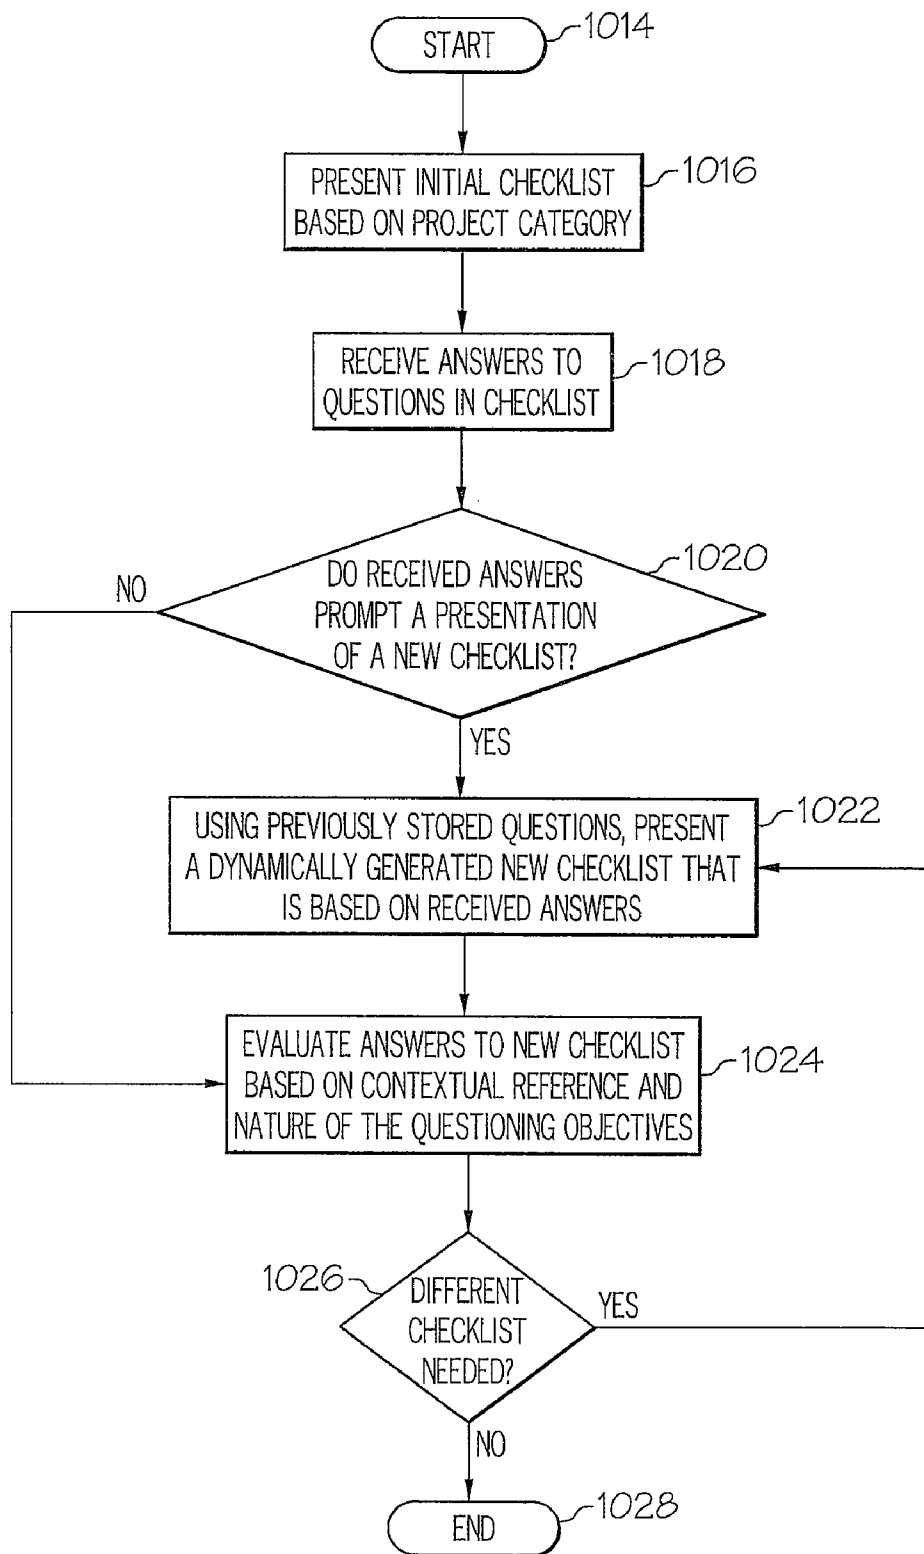 START
1014
PRESENT INITIAL CHECKLIST
BASED ON PROJECT CATEGORY
1016
RECEIVE ANSWERS TO
QUESTIONS IN CHECKLIST
1018
DO RECEIVED ANSWERS
PROMPT A PRESENTATION
OF A NEW CHECKLIST?
1020
NO
YES
USING PREVIOUSLY STORED QUESTIONS, PRESENT
A DYNAMICALLY GENERATED NEW CHECKLIST THAT
IS BASED ON RECEIVED ANSWERS
1022
EVALUATE ANSWERS TO NEW CHECKLIST
BASED ON CONTEXTUAL REFERENCE AND
NATURE OF THE QUESTIONING OBJECTIVES
1024
1026
DIFFERENT
CHECKLIST
NEEDED?
YES
NO
END
1028